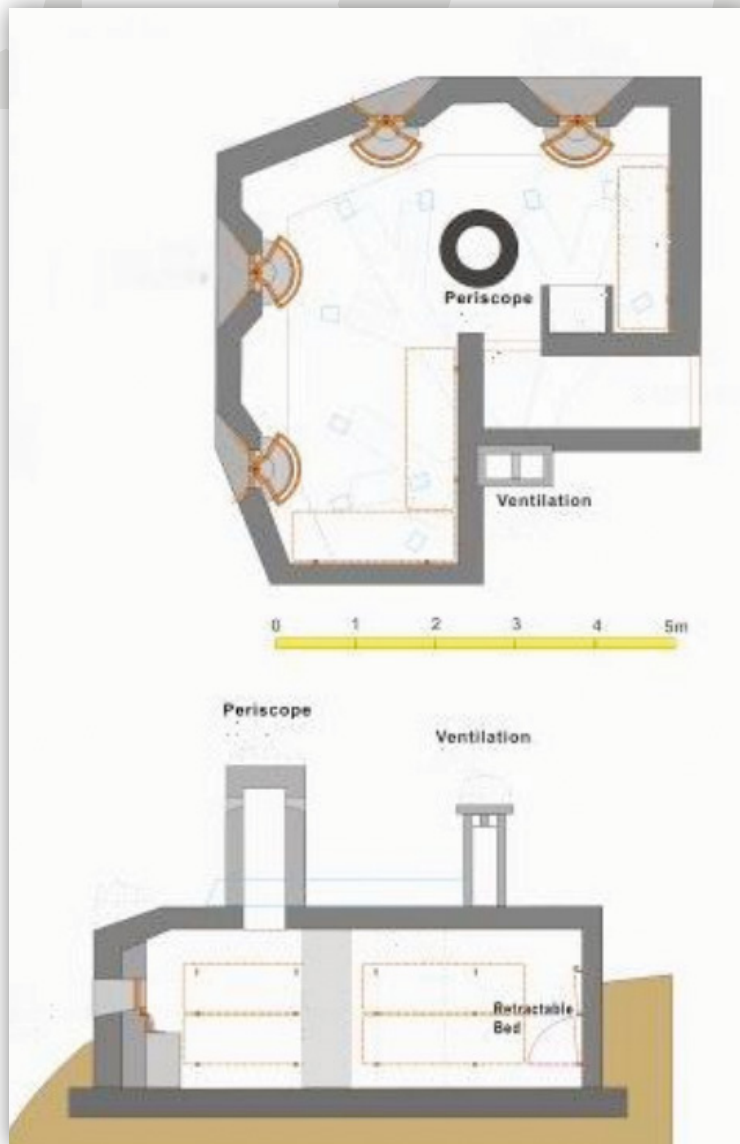 Periscope
Ventilation
0 1 2 3 4 5m
Periscope
Ventilation
Retractable
Bed